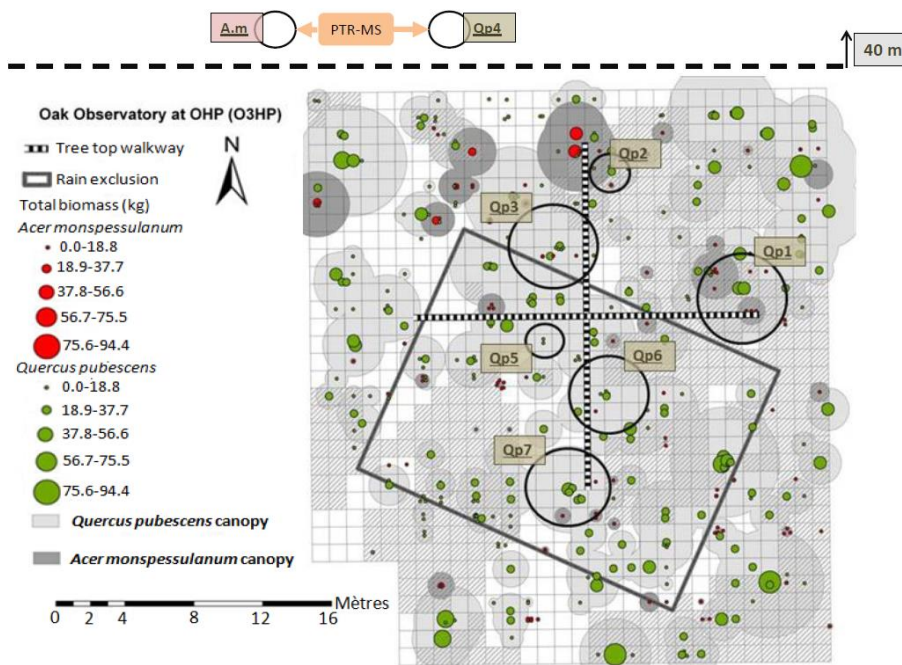 A.m
PTR-MS
Qp4
40 m
Oak Observatory at OHP (O3HP)
N
Tree top walkway
Rain exclusion
Total biomass (kg)
Acer monspessulanum
0.0-18.8
18.9-37.7
37.8-56.6
56.7-75.5
75.6-94.4
Quercus pubescens
0.0-18.8
18.9-37.7
37.8-56.6
56.7-75.5
75.6-94.4
Quercus pubescens canopy
Acer monspessulanum canopy
Mètres
0 2 4 8 12 16
Qp2
Qp3
Qp1
Qp5
Qp6
Qp7